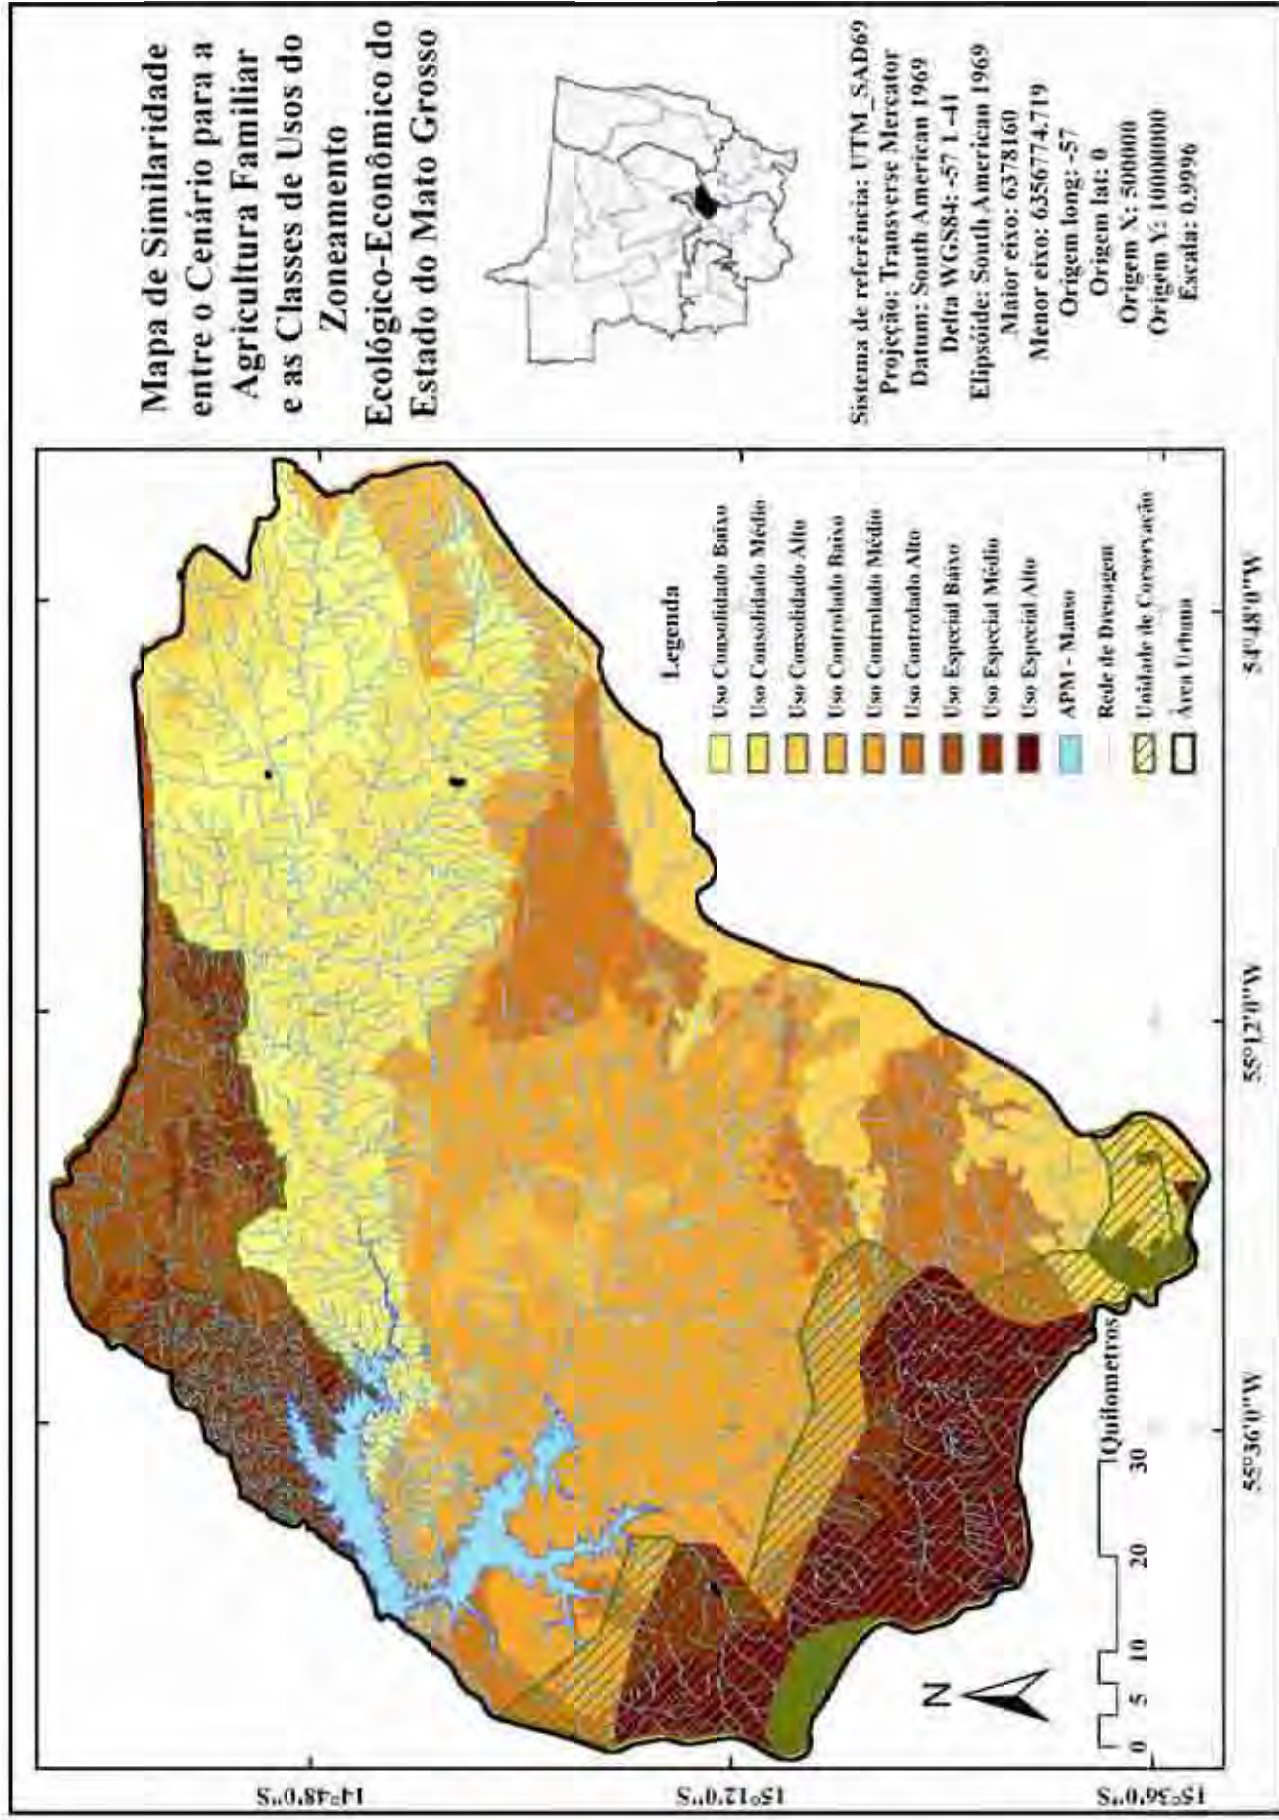 Mapa de Similaridade
entre o Cenário para a
Agricultura Familiar
e as Classes de Usos do
Zoneamento
Ecológico-Econômico do
Estado do Mato Grosso
Sistema de referência: UTM_SAD69
Projeção: Transverse Mercator
Datum: South American 1969
Delta WGS84: -57 1 -41
Elipsóide: South American 1969
Maior eixo: 6378160
Menor eixo: 6356774.719
Origem long: -57
Origem lat: 0
Origem X: 500000
Origem Y: 10000000
Escala: 0.9996
Legenda
Uso Consolidado Baixo
Uso Consolidado Médio
Uso Consolidado Alto
Uso Controlado Baixo
Uso Controlado Médio
Uso Controlado Alto
Uso Especial Baixo
Uso Especial Médio
Uso Especial Alto
APM - Manso
Rede de Drenagem
Unidade de Conservação
Área Urbana
N
0 5 10 20 30
Quilometros
14°48'0"S
15°12'0"S
15°36'0"S
55°36'0"W
55°12'0"W
54°48'0"W